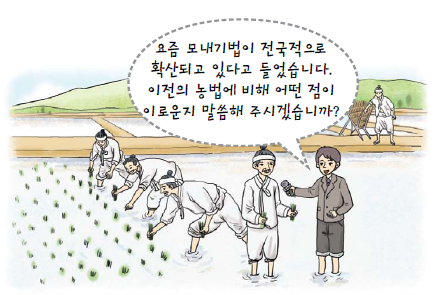 요즘 모내기법이 전국적으로
확산되고 있다고 들었습니다.
이전의 농법에 비해 어떤 점이
이로운지 말씀해 주시겠습니까?